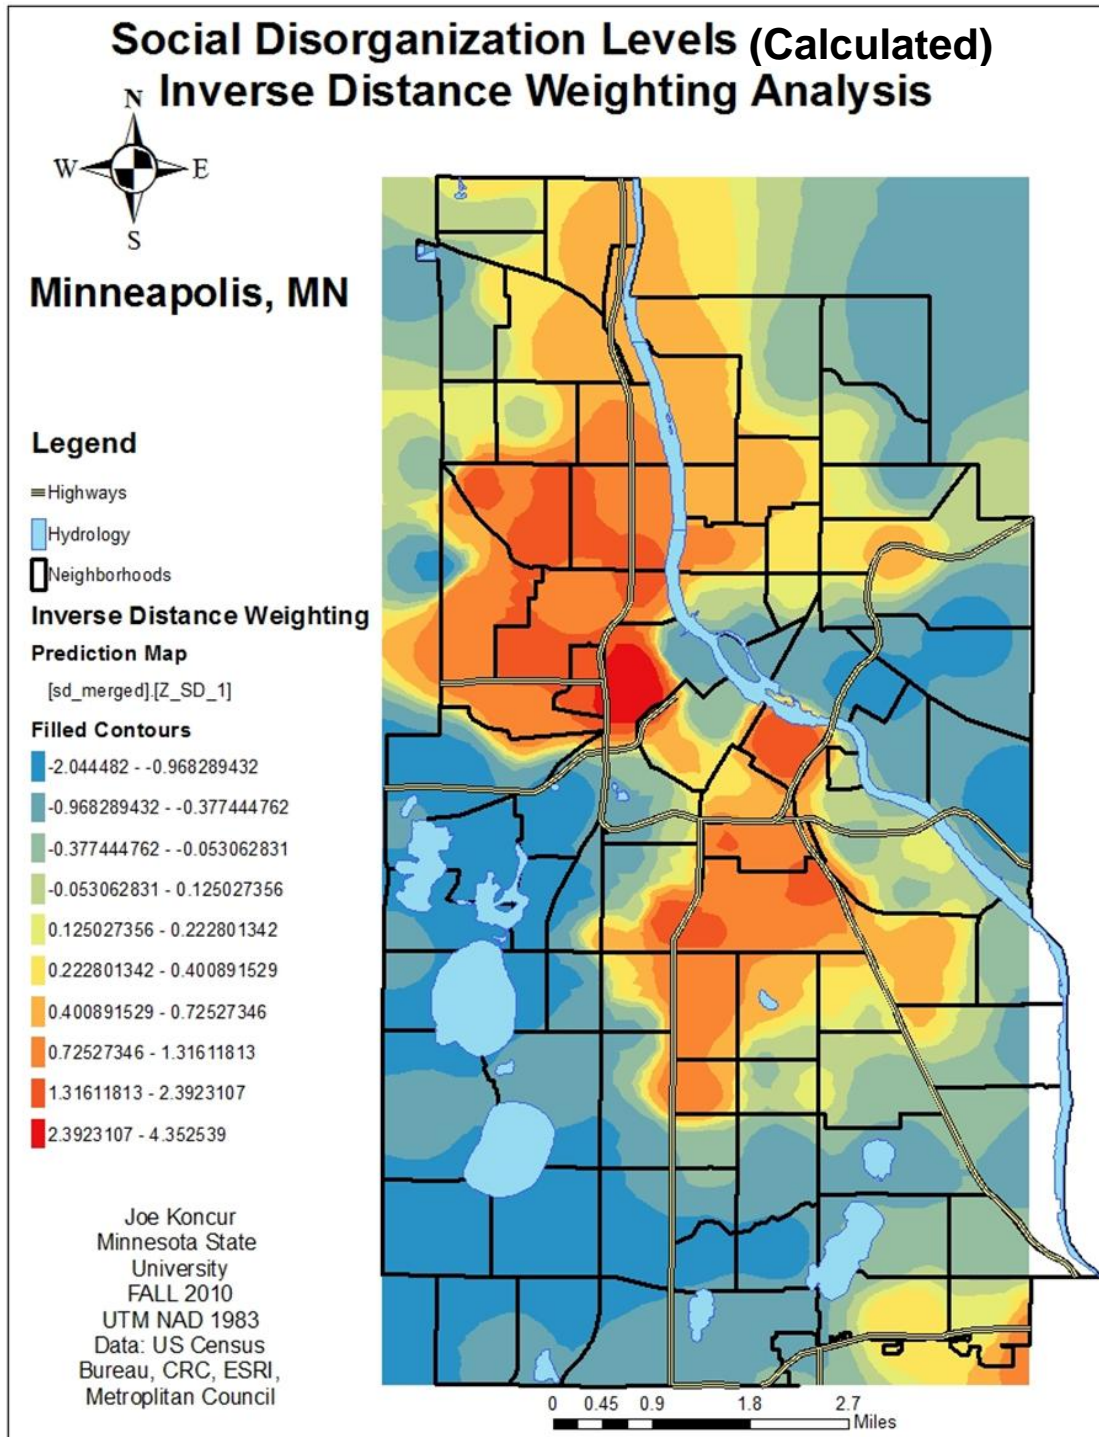 Social Disorganization Levels (Calculated)
Inverse Distance Weighting Analysis
N
W E
S
Minneapolis, MN
Legend
Highways
Hydrology
Neighborhoods
Inverse Distance Weighting
Prediction Map
[sd_merged].[Z_SD_1]
Filled Contours
-2.044482 - -0.968289432
-0.968289432 - -0.377444762
-0.377444762 - -0.053062831
-0.053062831 - 0.125027356
0.125027356 - 0.222801342
0.222801342 - 0.400891529
0.400891529 - 0.72527346
0.72527346 - 1.31611813
1.31611813 - 2.3923107
2.3923107 - 4.352539
Joe Koncur
Minnesota State
University
FALL 2010
UTM NAD 1983
Data: US Census
Bureau, CRC, ESRI,
Metroplitan Council
0 0.45 0.9 1.8 2.7
Miles